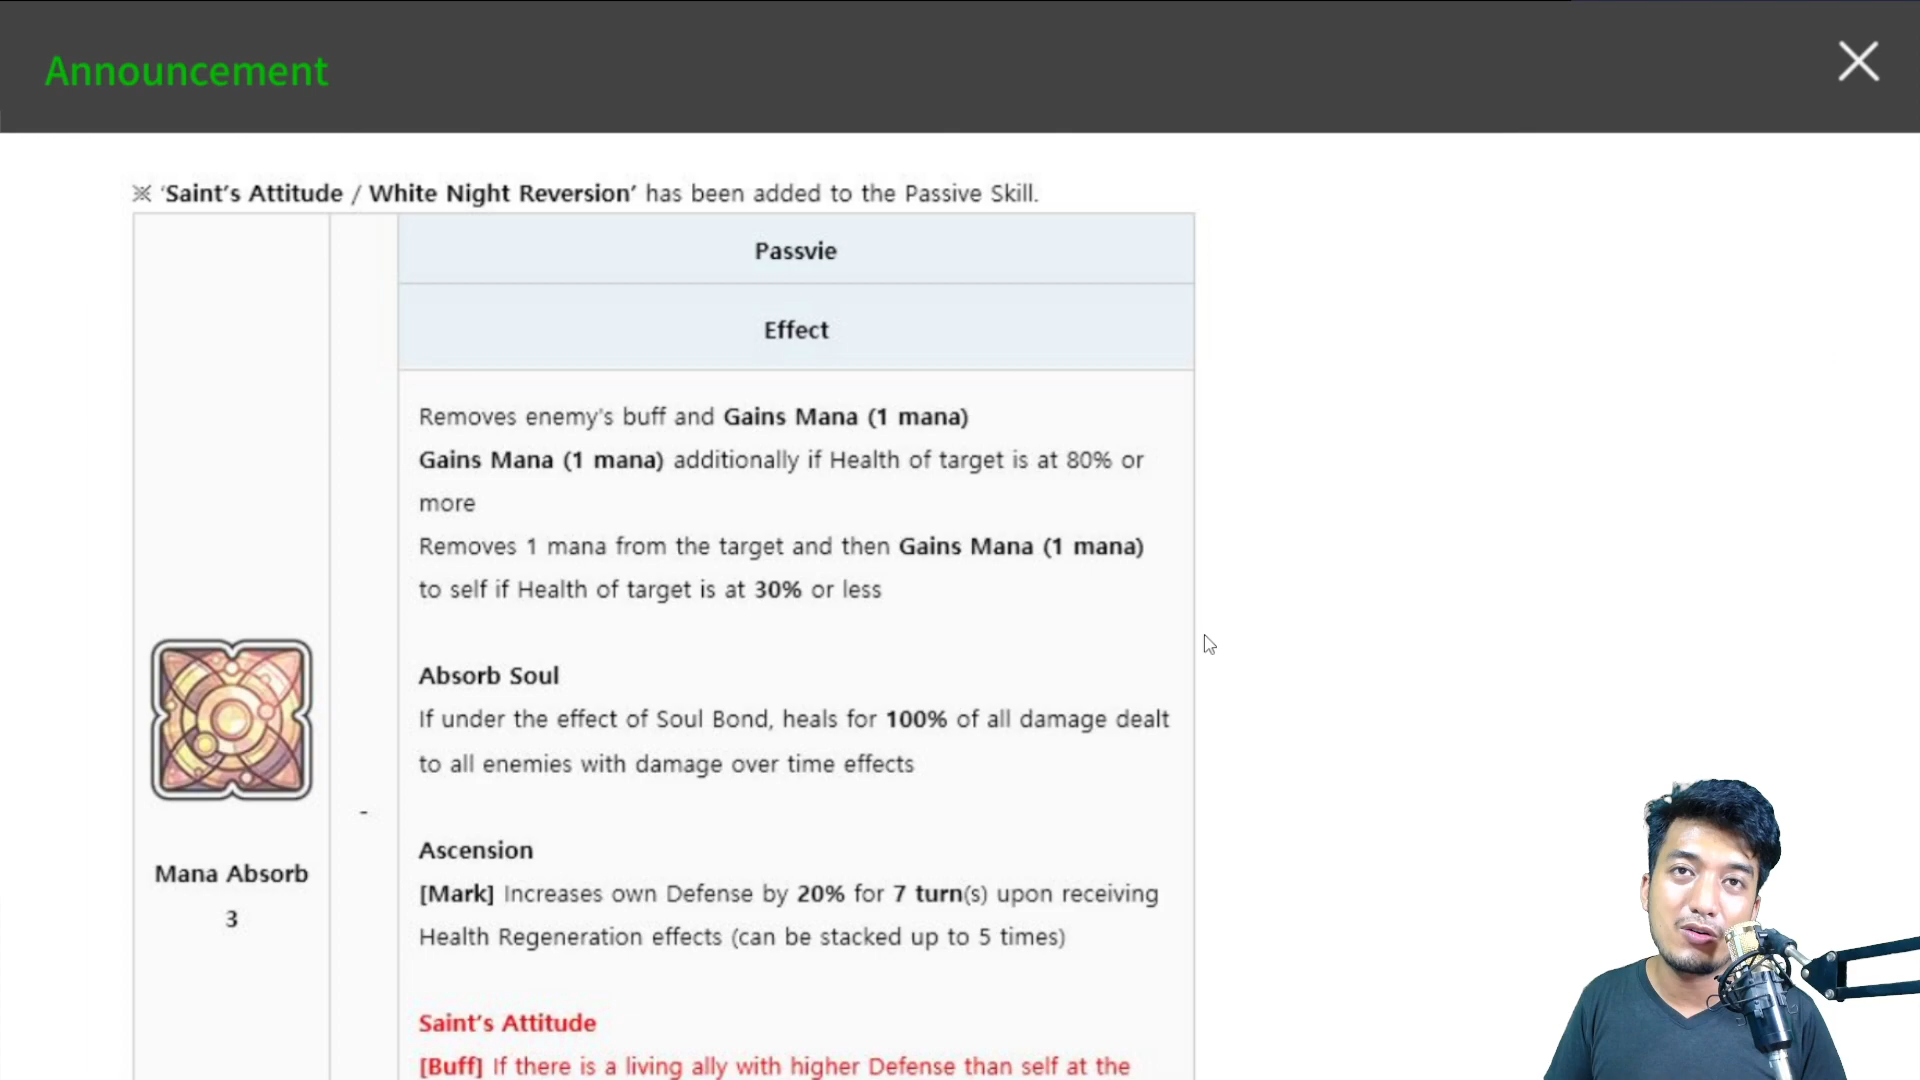 Announcement
※ ‘Saint’s Attitude / White Night Reversion’ has been added to the Passive Skill.
Passvie
Effect
Removes enemy's buff and Gains Mana (1 mana)
Gains Mana (1 mana) additionally if Health of target is at 80% or
more
Removes 1 mana from the target and then Gains Mana (1 mana)
to self if Health of target is at 30% or less
Absorb Soul
If under the effect of Soul Bond, heals for 100% of all damage dealt
to all enemies with damage over time effects
-
Mana Absorb
3
Ascension
[Mark] Increases own Defense by 20% for 7 turn(s) upon receiving
Health Regeneration effects (can be stacked up to 5 times)
Saint’s Attitude
[Buff] If there is a living ally with higher Defense than self at the